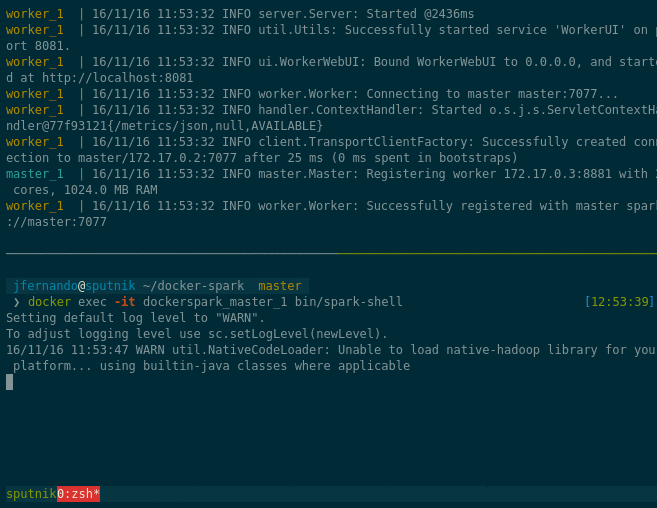 worker_1  | 16/11/16 11:53:32 INFO server.Server: Started @2436ms
worker_1  | 16/11/16 11:53:32 INFO util.Utils: Successfully started service 'WorkerUI' on p
ort 8081.
worker_1  | 16/11/16 11:53:32 INFO ui.WorkerWebUI: Bound WorkerWebUI to 0.0.0.0, and starte
d at http://localhost:8081
worker_1  | 16/11/16 11:53:32 INFO worker.Worker: Connecting to master master:7077...
worker_1  | 16/11/16 11:53:32 INFO handler.ContextHandler: Started o.s.j.s.ServletContextHa
ndler@77f93121{/metrics/json,null,AVAILABLE}
worker_1  | 16/11/16 11:53:32 INFO client.TransportClientFactory: Successfully created conn
ection to master/172.17.0.2:7077 after 25 ms (0 ms spent in bootstraps)
master_1  | 16/11/16 11:53:32 INFO master.Master: Registering worker 172.17.0.3:8881 with
cores, 1024.0 MB RAM
worker_1  | 16/11/16 11:53:32 INFO worker.Worker: Successfully registered with master spark
://master:7077
jfernando@sputnik ~/docker-spark  master
❯ docker exec -it dockerspark_master_1 bin/spark-shell [12:53:39]
Setting default log level to "WARN".
To adjust logging level use sc.setLogLevel(newLevel).
16/11/16 11:53:47 WARN util.NativeCodeLoader: Unable to load native-hadoop library for you
platform... using builtin-java classes where applicable
sputnik 0:zsh*